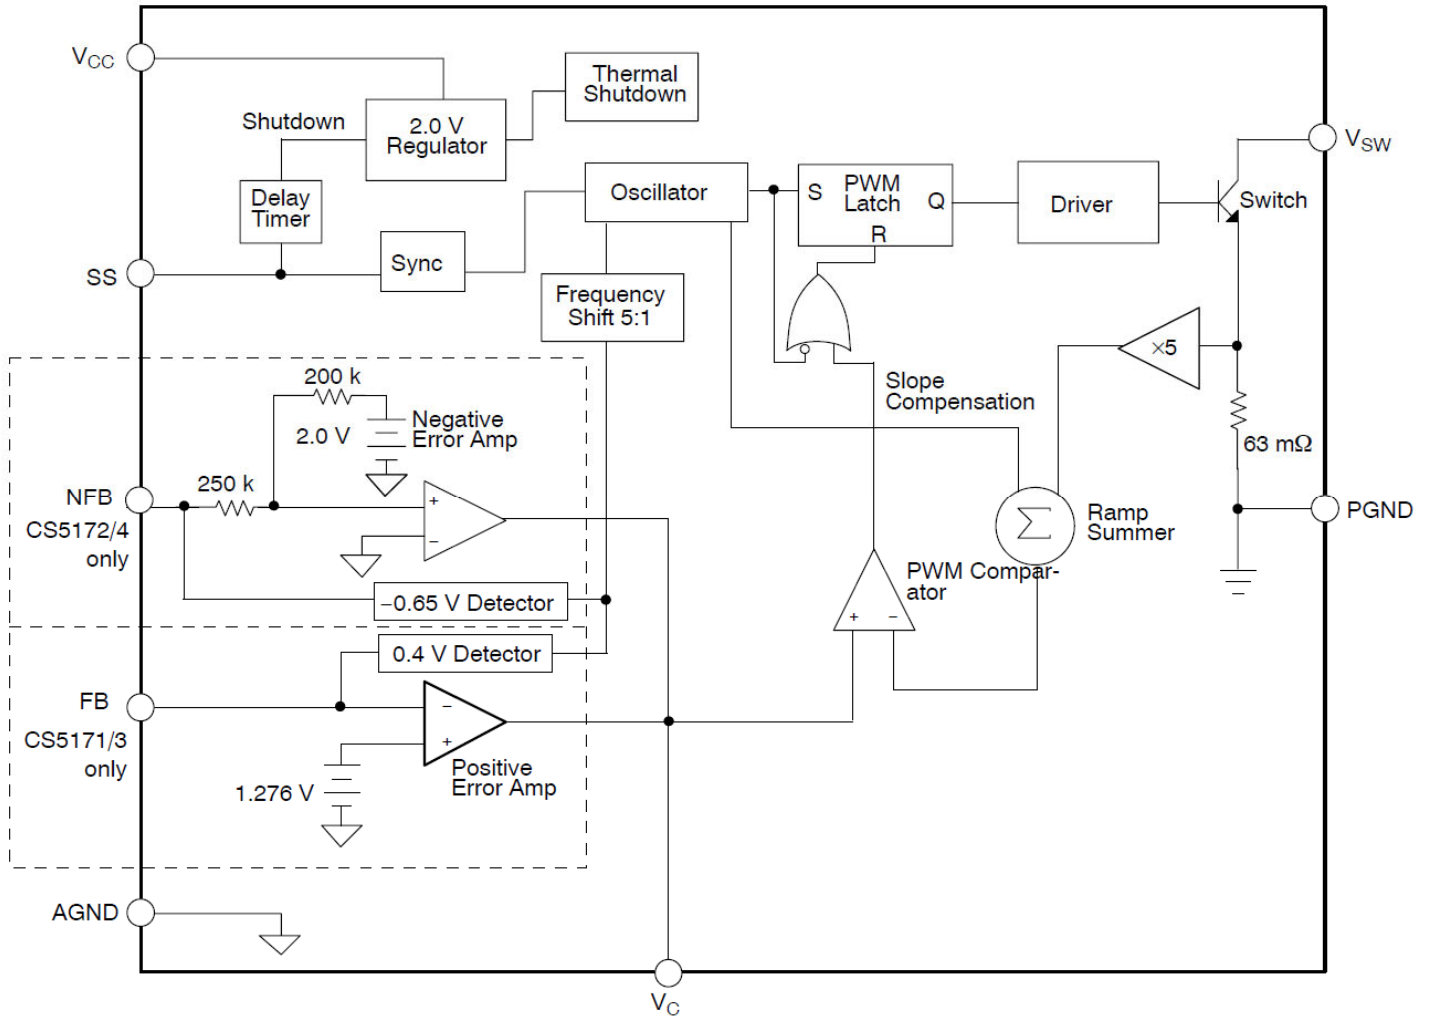 VCC
Thermal
Shutdown
Shutdown
2.0 V
Regulator
VSW
Delay
Timer
Oscillator
S
PWM
Latch
Q
R
Driver
Switch
SS
Sync
Frequency
Shift 5:1
×5
200 k
Slope
Compensation
2.0 V
Negative
Error Amp
63 mΩ
250 k
NFB
CS5172/4
only
+
−
Σ
Ramp
Summer
PGND
PWM Compar-
ator
+ −
−0.65 V Detector
0.4 V Detector
FB
CS5171/3
only
−
+
Positive
Error Amp
1.276 V
AGND
VC